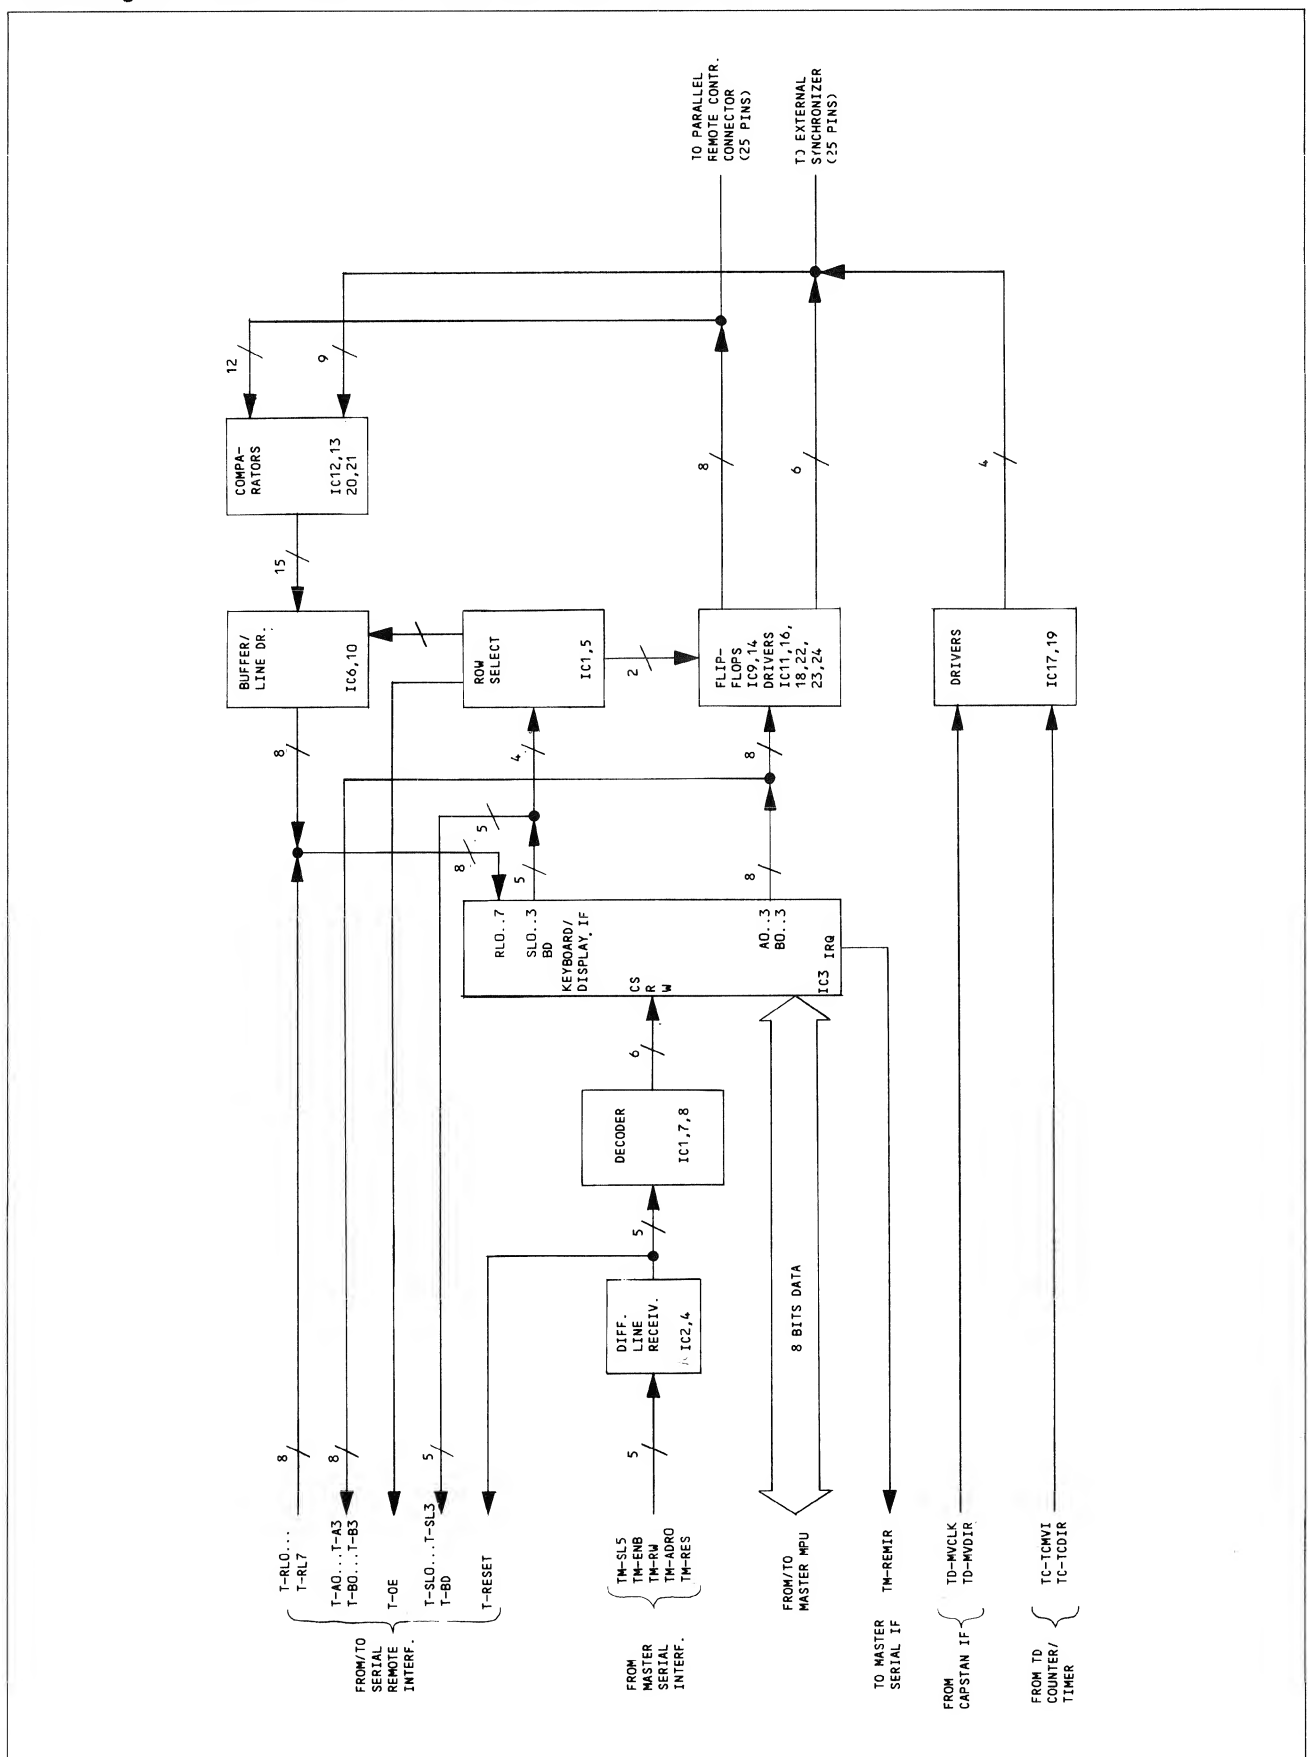 TO PARALLEL
REMOTE CONTR.
CONNECTOR
(25 PINS)
EXTERNAL
SYNCHRONIZER
(25 PINS)
12
9
COMPA-
RATORS
IC12,13
20,21
15
8
6
4
BUFFER/
LINE DR.
IC6,10
ROW
SELECT
IC1,5
2
FLIP-
FLOPS
IC9,14
DRIVERS
IC11,16,
18,22,
23,24
DRIVERS
IC17,19
8
4
8
5
8
5
8
RL0..7
SL0..3
BD
KEYBOARD/
DISPLAY IF
CS
R
W
A0..3
B0..3
IC3
IRQ
6
DECODER
IC1,7,8
5
DIFF.
LINE
RECEIV.
IC2,4
8 BITS DATA
8
8
5
5
T-RL0...
T-RL7
T-A0...T-A3
T-B0...T-B3
T-OE
T-SL0...T-SL3
T-BD
T-RESET
FROM/TO
SERIAL
REMOTE
INTERF.
TM-SL5
TM-ENB
TM-RW
TM-ADR0
TM-RES
FROM
MASTER
SERIAL
INTERF.
FROM/TO
MASTER MPU
TM-REMIR
TO MASTER
SERIAL IF
TD-MVCLK
TD-MVDIR
FROM
CAPSTAN IF
TC-TCMVI
TC-TCDIR
FROM TD
COUNTER/
TIMER